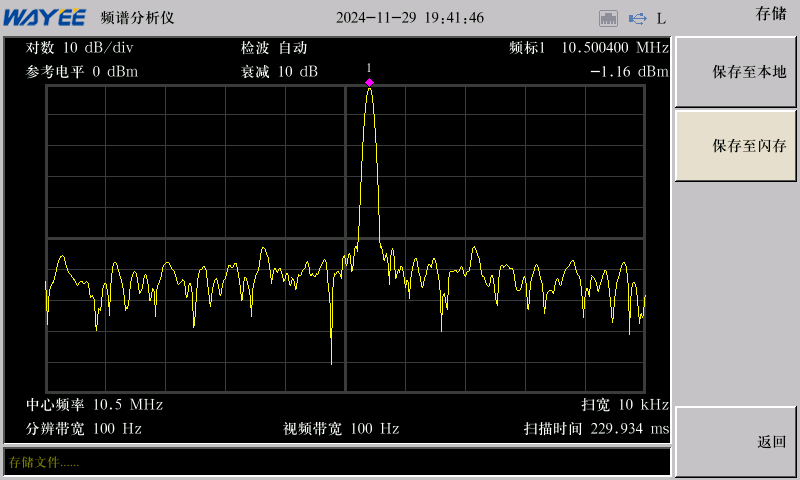 WAYEE 频谱分析仪 2024-11-29 19:41:46 L 存储
对数 10 dB/div 检波 自动 频标1 10.500400 MHz
参考电平 0 dBm 衰减 10 dB -1.16 dBm
1
保存至本地
保存至闪存
中心频率 10.5 MHz 扫宽 10 kHz
分辨带宽 100 Hz 视频带宽 100 Hz 扫描时间 229.934 ms
返回
存储文件......